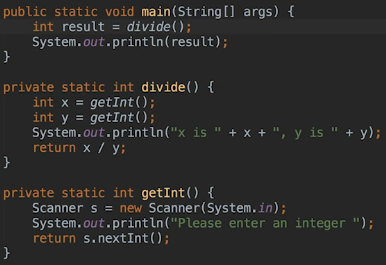 public static void main(String[] args) {
    int result = divide();
    System.out.println(result);
}

private static int divide() {
    int x = getInt();
    int y = getInt();
    System.out.println("x is " + x + ", y is " + y);
    return x / y;
}

private static int getInt() {
    Scanner s = new Scanner(System.in);
    System.out.println("Please enter an integer ");
    return s.nextInt();
}